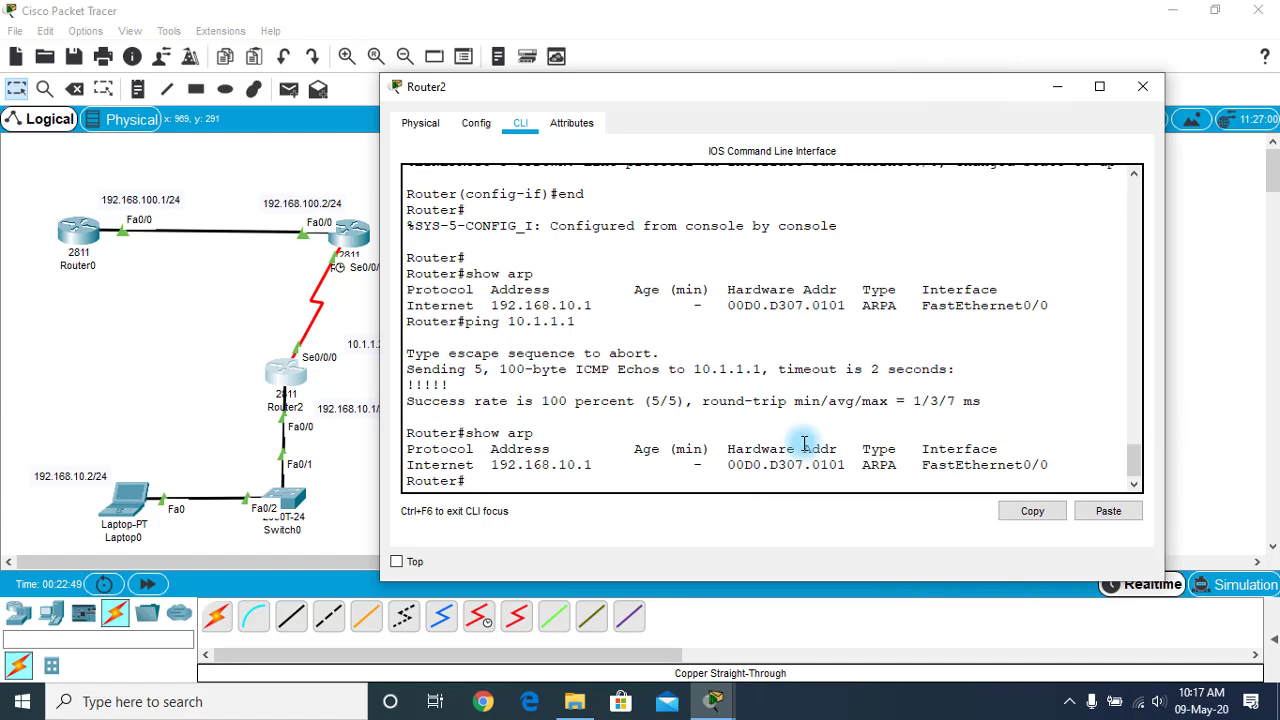 Cisco Packet Tracer
File Edit Options View Tools Extensions Help
Logical Physical x: 969, y: 291
11:27:00
192.168.100.1/24
192.168.100.2/24
Fa0/0
Fa0/0
2811
Router0
2811
Se0/0/
Se0/0/0
10.1.1.
2811
Router2
192.168.10.1/
Fa0/0
Fa0/1
192.168.10.2/24
Fa0
Fa0/2
Laptop-PT
Laptop0
Switch0
Router2
Physical Config CLI Attributes
IOS Command Line Interface
Router(config-if)#end
Router#
%SYS-5-CONFIG_I: Configured from console by console
Router#
Router#show arp
Protocol Address Age (min) Hardware Addr Type Interface
Internet 192.168.10.1 - 00D0.D307.0101 ARPA FastEthernet0/0
Router#ping 10.1.1.1
Type escape sequence to abort.
Sending 5, 100-byte ICMP Echos to 10.1.1.1, timeout is 2 seconds:
!!!!!
Success rate is 100 percent (5/5), round-trip min/avg/max = 1/3/7 ms
Router#show arp
Protocol Address Age (min) Hardware Addr Type Interface
Internet 192.168.10.1 - 00D0.D307.0101 ARPA FastEthernet0/0
Router#
Ctrl+F6 to exit CLI focus
Copy Paste
Top
Time: 00:22:49
Realtime Simulation
Copper Straight-Through
Type here to search
10:17 AM
09-May-20